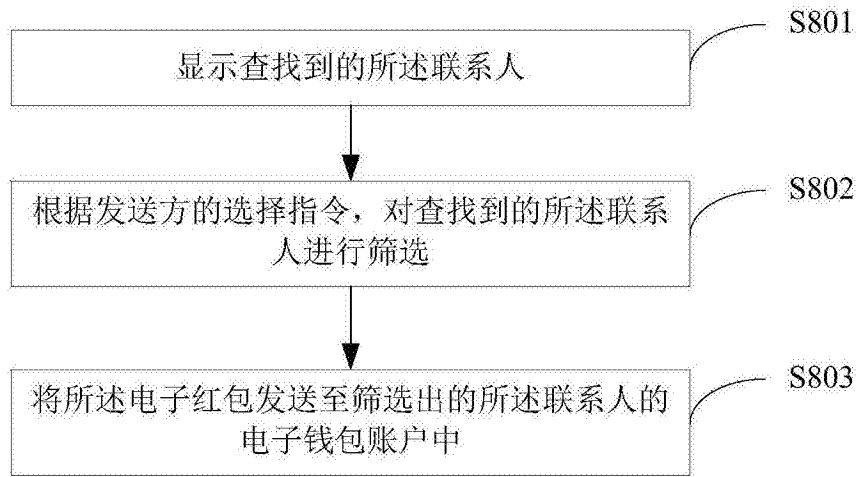 S801
显示查找到的所述联系人
S802
根据发送方的选择指令，对查找到的所述联系
人进行筛选
S803
将所述电子红包发送至筛选出的所述联系人的
电子钱包账户中